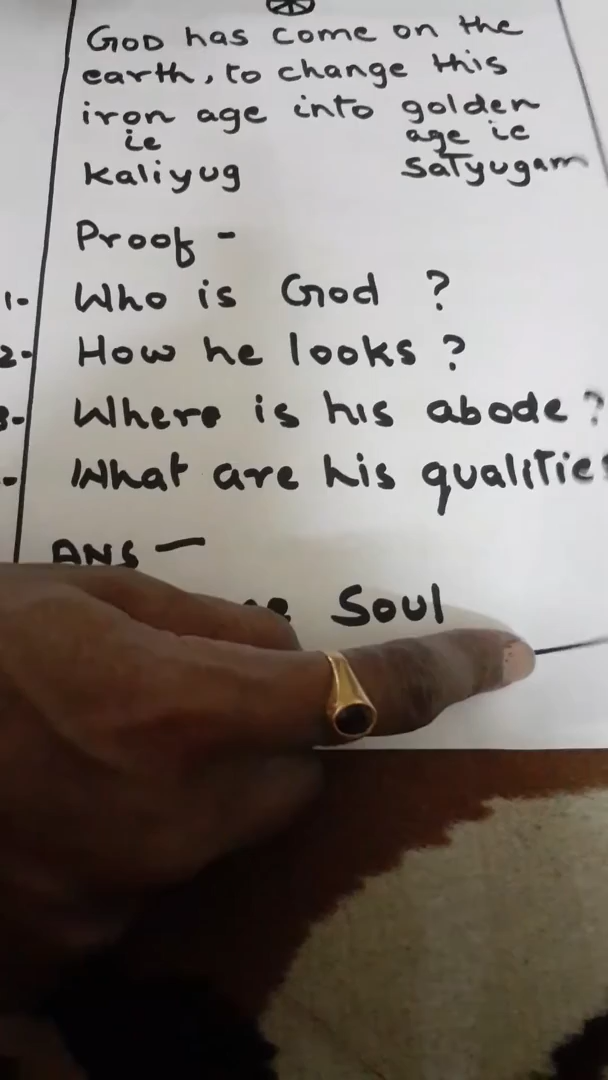 GOD has come on the
earth, to change this
iron age into golden
ie age ie
Kaliyug Satyugam
Proof -
1- Who is God ?
2- How he looks ?
3- Where is his abode ?
- What are his qualities
ANS —
Soul